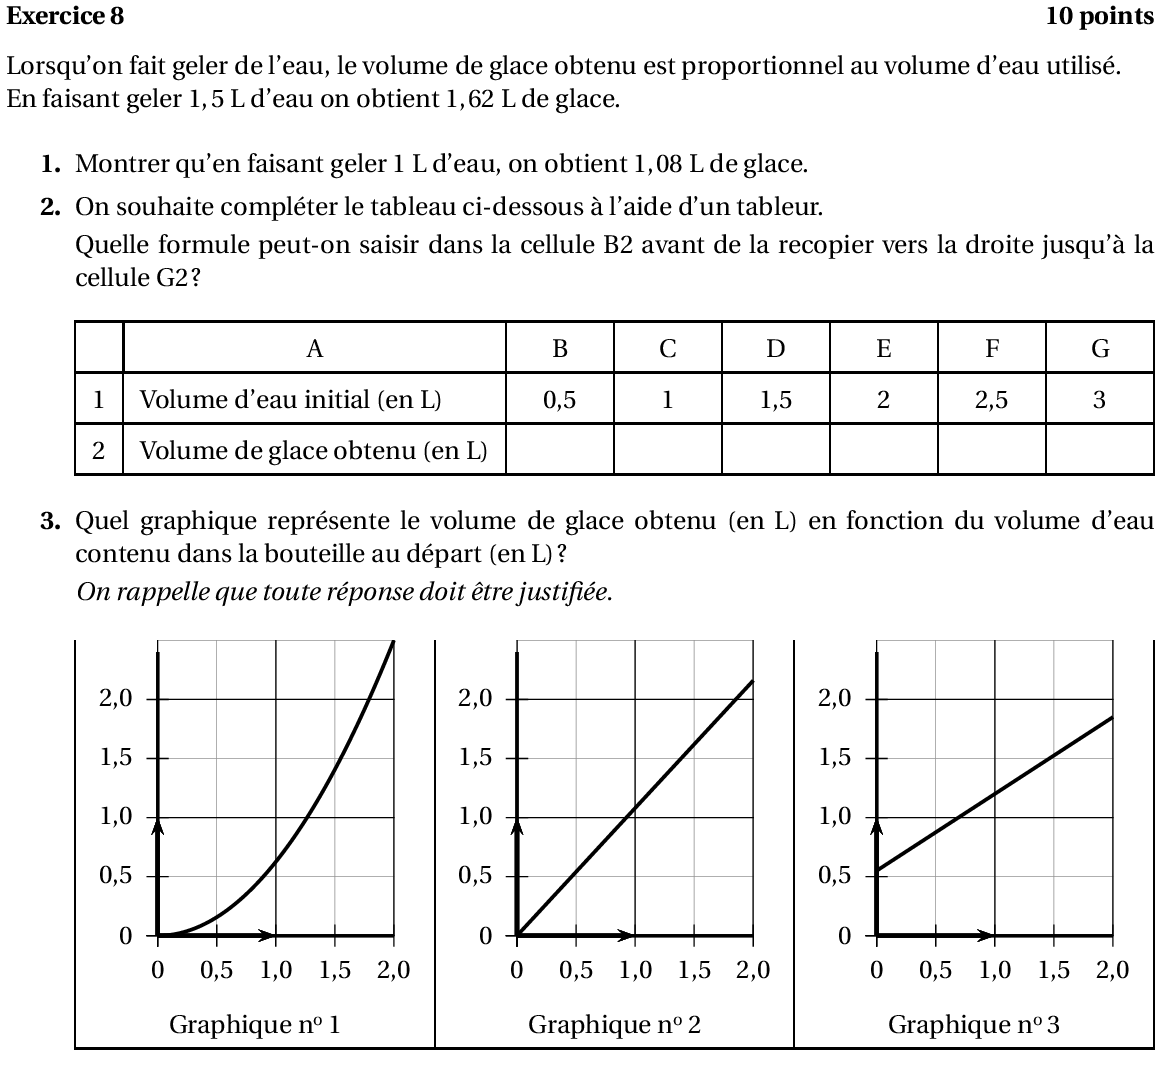 Exercice 8 10 points
Lorsqu'on fait geler de l'eau, le volume de glace obtenu est proportionnel au volume d'eau utilisé.
En faisant geler 1,5 L d'eau on obtient 1,62 L de glace.
1. Montrer qu'en faisant geler 1 L d'eau, on obtient 1,08 L de glace.
2. On souhaite compléter le tableau ci-dessous à l'aide d'un tableur.
Quelle formule peut-on saisir dans la cellule B2 avant de la recopier vers la droite jusqu'à la
cellule G2?
A B C D E F G
1 Volume d'eau initial (en L) 0,5 1 1,5 2 2,5 3
2 Volume de glace obtenu (en L)
3. Quel graphique représente le volume de glace obtenu (en L) en fonction du volume d'eau
contenu dans la bouteille au départ (en L)?
On rappelle que toute réponse doit être justifiée.
2,0 2,0 2,0
1,5 1,5 1,5
1,0 1,0 1,0
0,5 0,5 0,5
0 0 0
0 0,5 1,0 1,5 2,0 0 0,5 1,0 1,5 2,0 0 0,5 1,0 1,5 2,0
Graphique nº 1 Graphique nº 2 Graphique nº 3